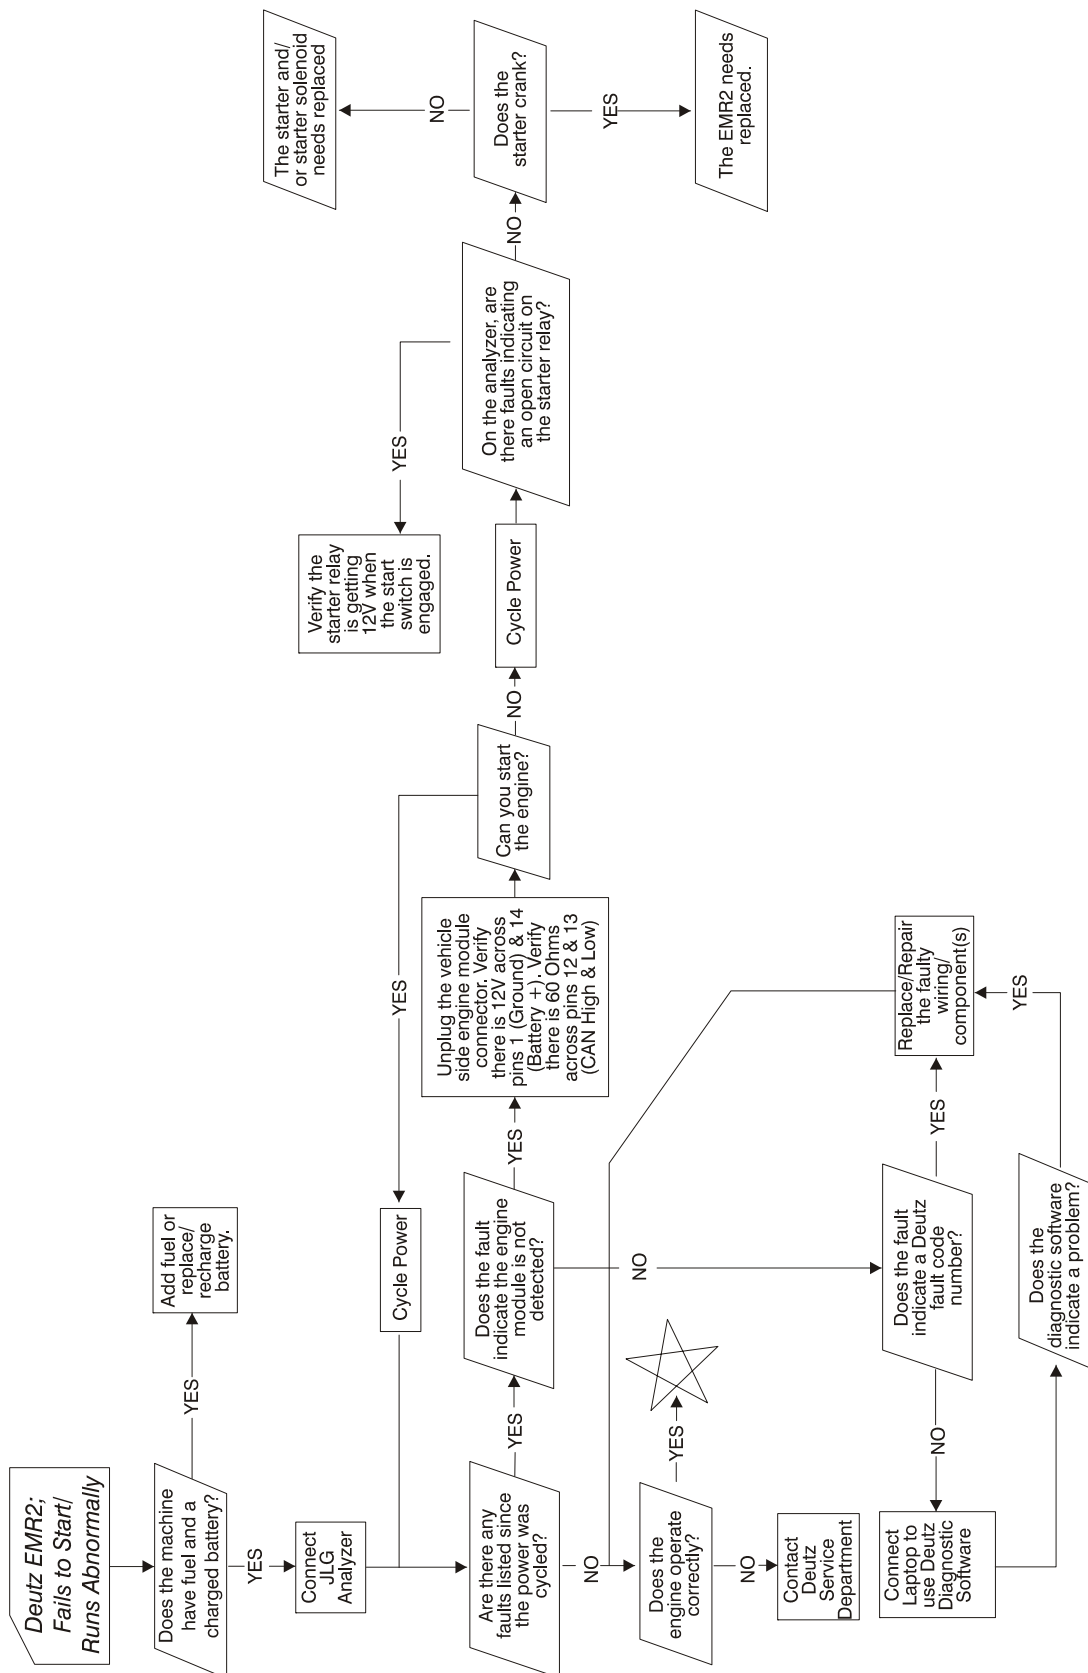 Deutz EMR2;
Fails to Start/
Runs Abnormally
Does the machine
have fuel and a
charged battery?
YES
Add fuel or
replace/
recharge
battery.
YES
Connect
JLG
Analyzer
Are there any
faults listed since
the power was
cycled?
YES
Does the fault
indicate the engine
module is not
detected?
YES
Unplug the vehicle
side engine module
connector. Verify
there is 12V across
pins 1 (Ground) & 14
(Battery +). Verify
there is 60 Ohms
across pins 12 & 13
(CAN High & Low)
Can you start
the engine?
YES
Cycle Power
NO
Cycle Power
On the analyzer, are
there faults indicating
an open circuit on
the starter relay?
YES
Verify the
starter relay
is getting
12V when
the start
switch is
engaged.
NO
Does the
starter crank?
NO
The starter and/
or starter solenoid
needs replaced
YES
The EMR2 needs
replaced.
NO
Does the
engine operate
correctly?
YES
NO
Contact
Deutz
Service
Department
NO
Does the fault
indicate a Deutz
fault code
number?
YES
Replace/Repair
the faulty
wiring/
component(s)
NO
Connect
Laptop to
use Deutz
Diagnostic
Software
Does the
diagnostic software
indicate a problem?
YES